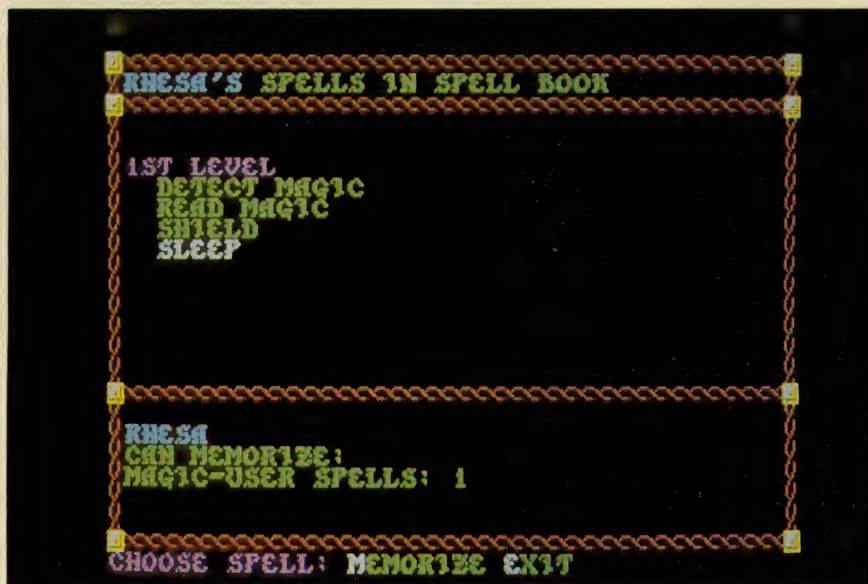 RHESA'S SPELLS IN SPELL BOOK
1ST LEVEL
DETECT MAGIC
READ MAGIC
SHIELD
SLEEP
RHESA
CAN MEMORIZE:
MAGIC-USER SPELLS: 1
CHOOSE SPELL: MEMORIZE EXIT